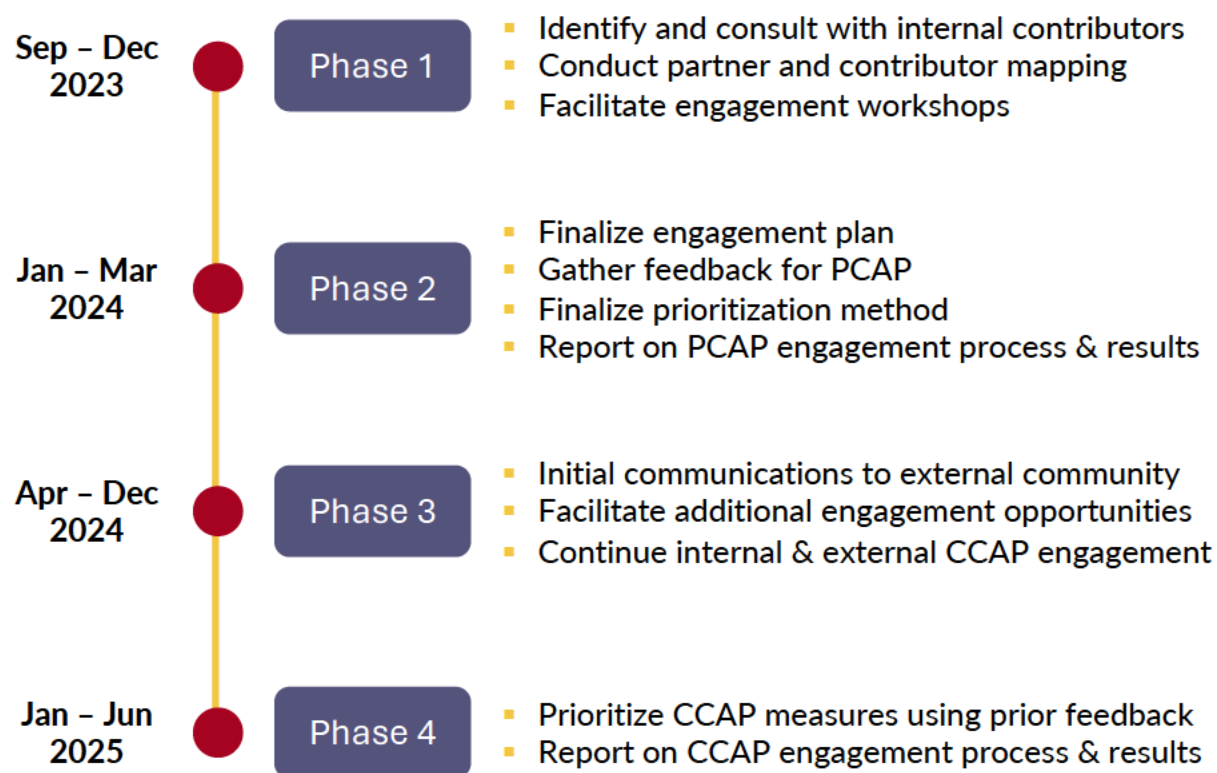 Sep – Dec
2023
Phase 1
▪ Identify and consult with internal contributors
▪ Conduct partner and contributor mapping
▪ Facilitate engagement workshops
Jan – Mar
2024
Phase 2
▪ Finalize engagement plan
▪ Gather feedback for PCAP
▪ Finalize prioritization method
▪ Report on PCAP engagement process & results
Apr – Dec
2024
Phase 3
▪ Initial communications to external community
▪ Facilitate additional engagement opportunities
▪ Continue internal & external CCAP engagement
Jan – Jun
2025
Phase 4
▪ Prioritize CCAP measures using prior feedback
▪ Report on CCAP engagement process & results